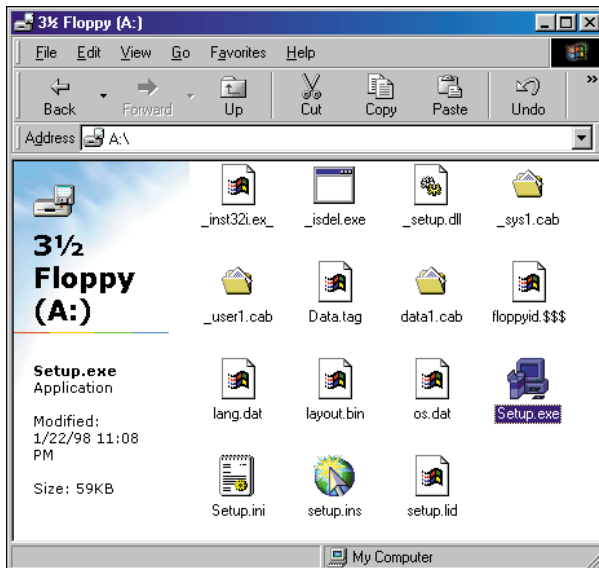 3½ Floppy (A:)
File Edit View Go Favorites Help
Back Forward Up Cut Copy Paste Undo »
Address A:\
3½
Floppy
(A:)
Setup.exe
Application
Modified:
1/22/98 11:08
PM
Size: 59KB
_inst32i.ex_ _isdel.exe _setup.dll _sys1.cab
_user1.cab Data.tag data1.cab floppyid.$$$
lang.dat layout.bin os.dat Setup.exe
Setup.ini setup.ins setup.lid
My Computer